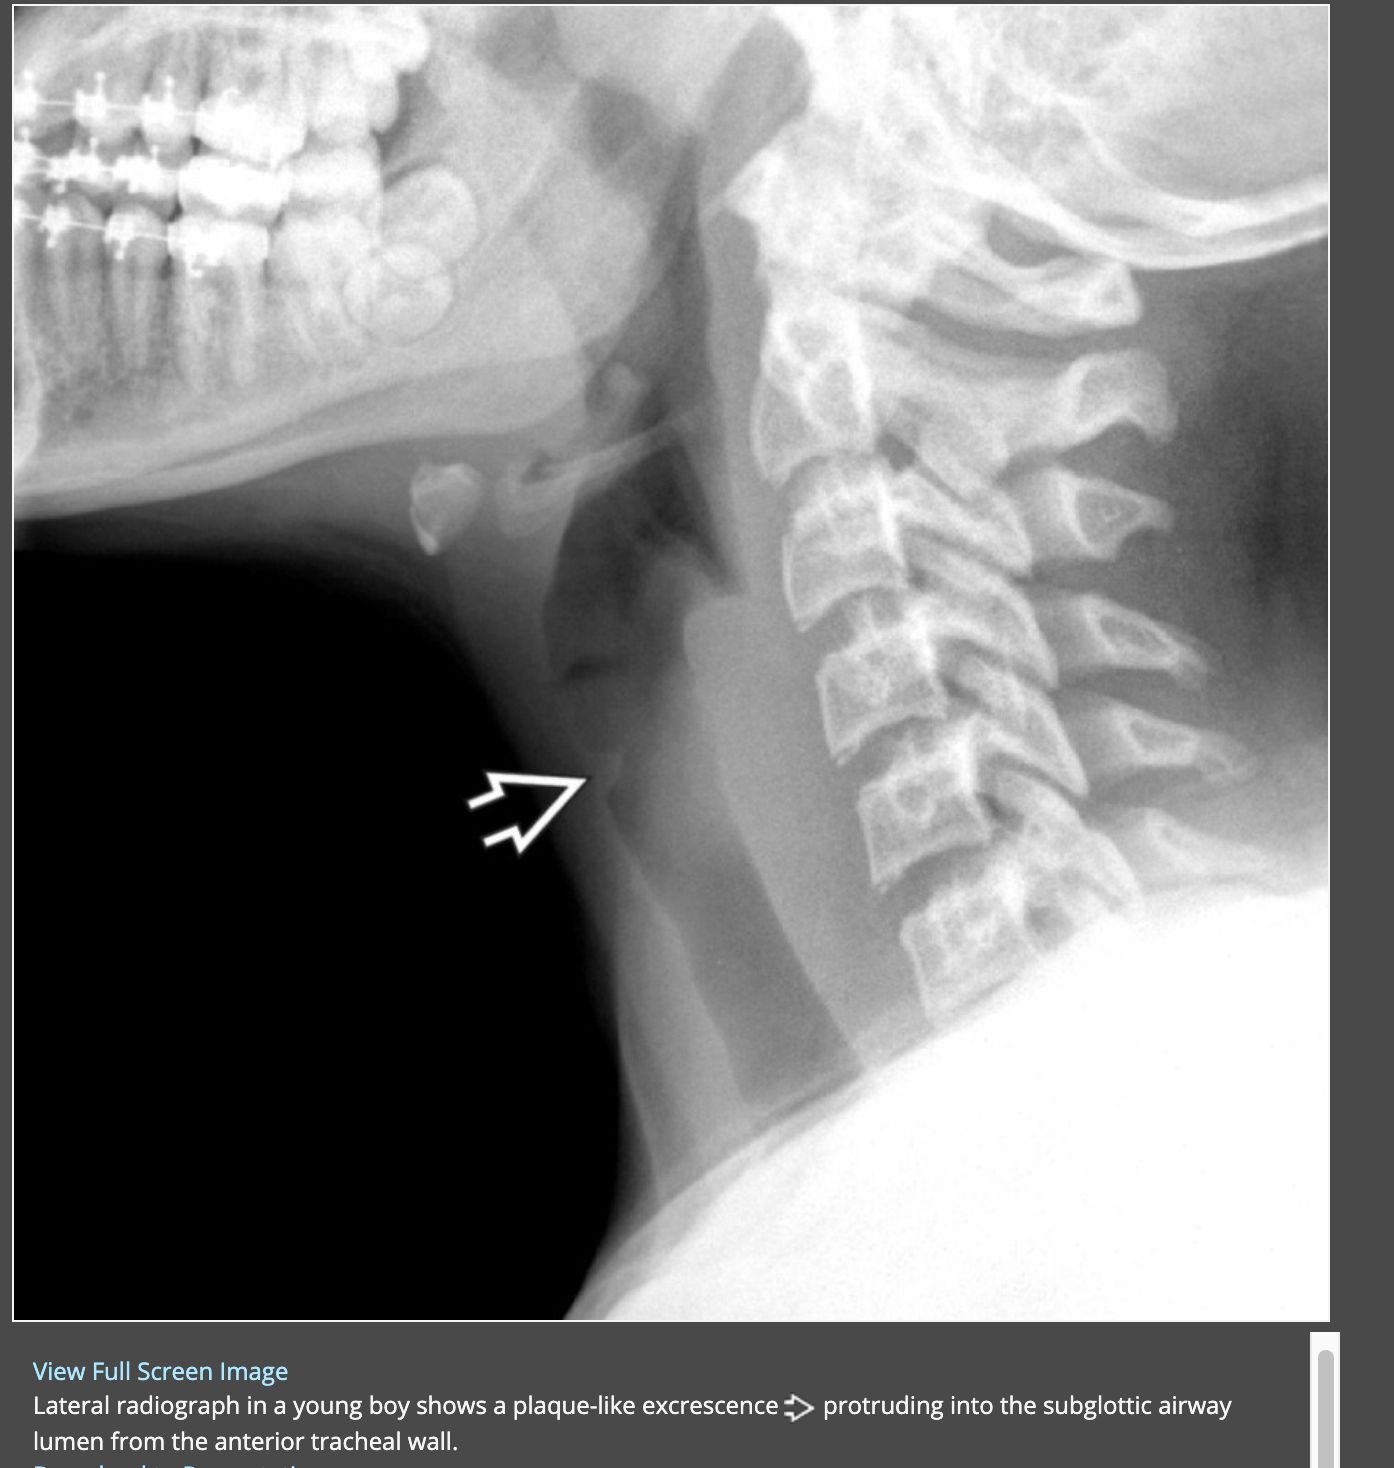 View Full Screen Image
Lateral radiograph in a young boy shows a plaque-like excrescence protruding into the subglottic airway
lumen from the anterior tracheal wall.